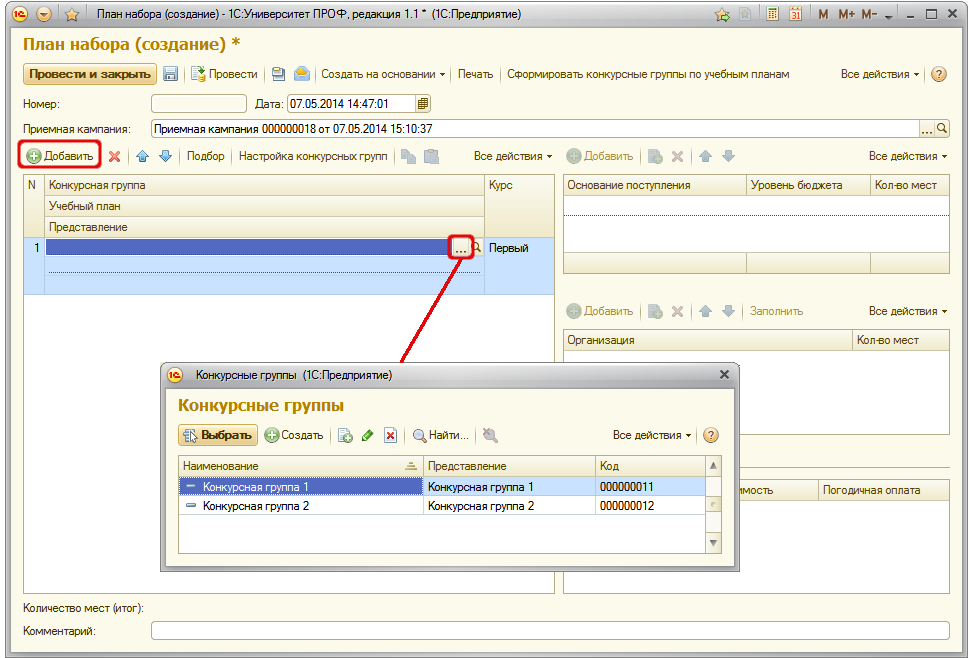 План набора (создание) - 1С:Университет ПРОФ, редакция 1.1 * (1С:Предприятие)
31 M M+ M-
План набора (создание) *
Провести и закрыть Провести Создать на основании Печать Сформировать конкурсные группы по учебным планам Все действия ?
Номер: Дата: 07.05.2014 14:47:01
Приемная кампания: Приемная кампания 000000018 от 07.05.2014 15:10:37 ...
Добавить Подбор Настройка конкурсных групп Все действия Добавить Все действия
N Конкурсная группа Курс Основание поступления Уровень бюджета Кол-во мест
Учебный план
Представление
1 ... Первый
Добавить Заполнить Все действия
Организация Кол-во мест
Конкурсные группы (1С:Предприятие)
Конкурсные группы
Выбрать Создать Найти... Все действия ?
Наименование Представление Код
Конкурсная группа 1 Конкурсная группа 1 000000011
Конкурсная группа 2 Конкурсная группа 2 000000012
имость Погодичная оплата
Количество мест (итог):
Комментарий: